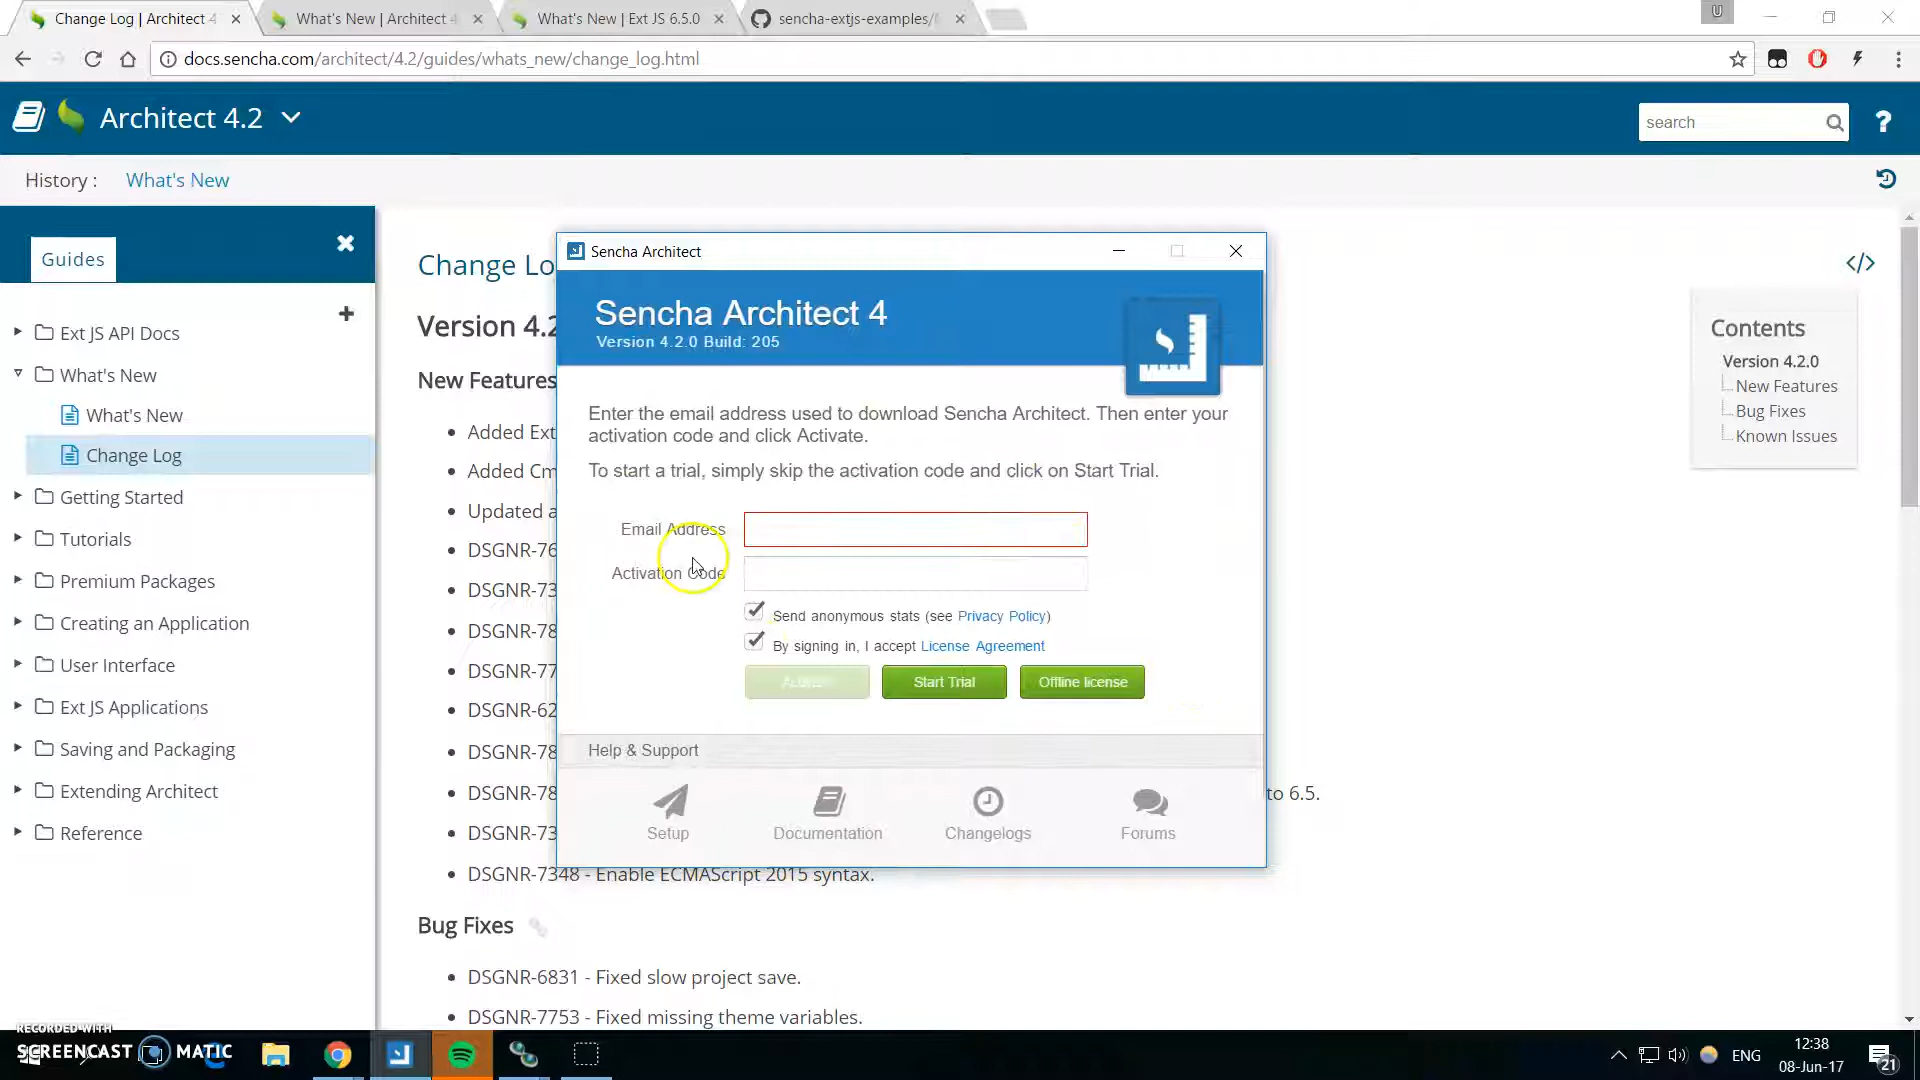 Change Log | Architect 4
What's New | Architect 4
What's New | Ext JS 6.5.0
sencha-extjs-examples/
U
docs.sencha.com/architect/4.2/guides/whats_new/change_log.html
Architect 4.2
search
?
History :
What's New
Guides
Ext JS API Docs
What's New
What's New
Change Log
Getting Started
Tutorials
Premium Packages
Creating an Application
User Interface
Ext JS Applications
Saving and Packaging
Extending Architect
Reference
Change Lo
Version 4.2
New Features
Added Ext
Added Cm
Updated a
DSGNR-76
DSGNR-73
DSGNR-78
DSGNR-77
DSGNR-62
DSGNR-78
DSGNR-78
to 6.5.
DSGNR-73
DSGNR-7348 - Enable ECMAScript 2015 syntax.
Bug Fixes
DSGNR-6831 - Fixed slow project save.
DSGNR-7753 - Fixed missing theme variables.
Sencha Architect
Sencha Architect 4
Version 4.2.0 Build: 205
Enter the email address used to download Sencha Architect. Then enter your
activation code and click Activate.
To start a trial, simply skip the activation code and click on Start Trial.
Email Address
Activation Code
Send anonymous stats (see Privacy Policy)
By signing in, I accept License Agreement
Start Trial
Offline license
Help & Support
Setup
Documentation
Changelogs
Forums
</>
Contents
Version 4.2.0
New Features
Bug Fixes
Known Issues
RECORDED WITH
SCREENCAST MATIC
ENG
12:38
08-Jun-17
21